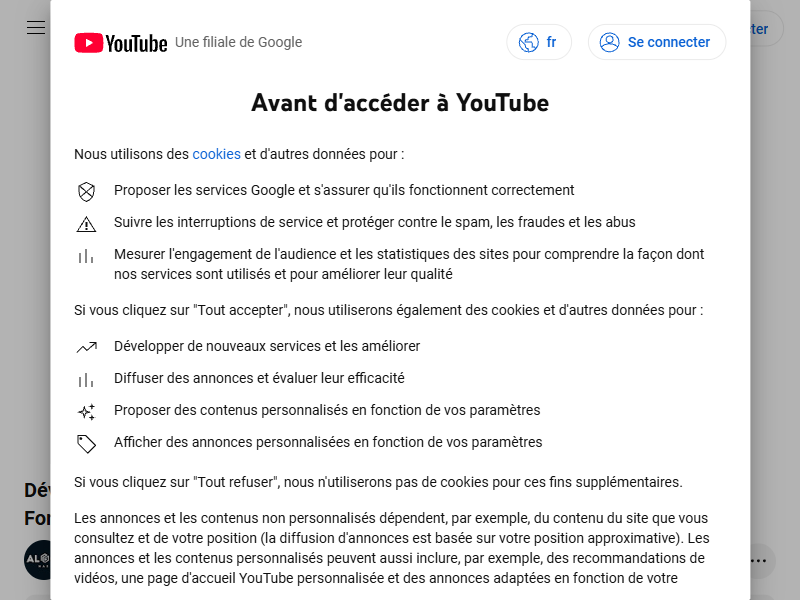 YouTube Une filiale de Google
fr
Se connecter
ter
Avant d'accéder à YouTube
Nous utilisons des cookies et d'autres données pour :
Proposer les services Google et s'assurer qu'ils fonctionnent correctement
Suivre les interruptions de service et protéger contre le spam, les fraudes et les abus
Mesurer l'engagement de l'audience et les statistiques des sites pour comprendre la façon dont
nos services sont utilisés et pour améliorer leur qualité
Si vous cliquez sur "Tout accepter", nous utiliserons également des cookies et d'autres données pour :
Développer de nouveaux services et les améliorer
Diffuser des annonces et évaluer leur efficacité
Proposer des contenus personnalisés en fonction de vos paramètres
Afficher des annonces personnalisées en fonction de vos paramètres
Si vous cliquez sur "Tout refuser", nous n'utiliserons pas de cookies pour ces fins supplémentaires.
Dév
For
Les annonces et les contenus non personnalisés dépendent, par exemple, du contenu du site que vous
consultez et de votre position (la diffusion d'annonces est basée sur votre position approximative). Les
annonces et les contenus personnalisés peuvent aussi inclure, par exemple, des recommandations de
vidéos, une page d'accueil YouTube personnalisée et des annonces adaptées en fonction de votre